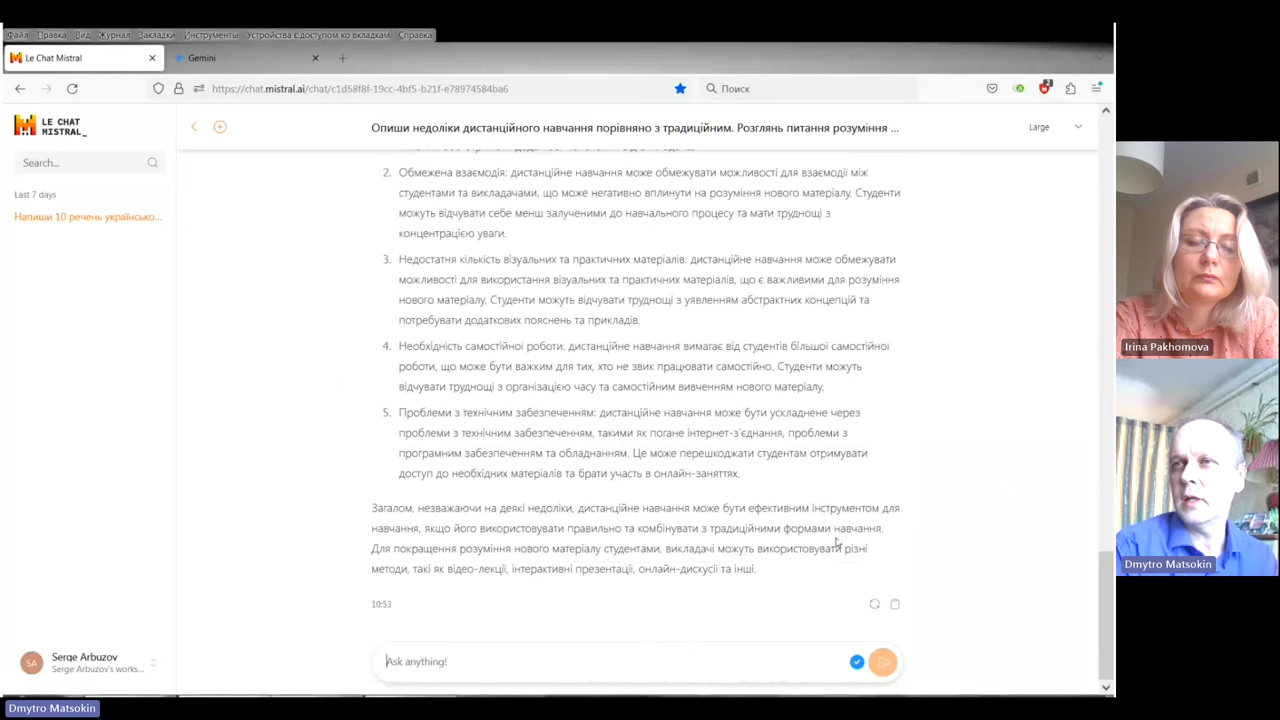 Файл Правка Вид Журнал Закладки Инструменты Устройства с доступом ко вкладкам Справка
Le Chat Mistral
Gemini
https://chat.mistral.ai/chat/c1d58f8f-19cc-4bf5-b21f-e78974584ba6
Поиск
2
LE CHAT
MISTRAL_
Search...
Last 7 days
Напиши 10 речень українсько...
Опиши недоліки дистанційного навчання порівняно з традиційним. Розглянь питання розуміння ...
Large
2. Обмежена взаємодія: дистанційне навчання може обмежувати можливості для взаємодії між
студентами та викладачами, що може негативно вплинути на розуміння нового матеріалу. Студенти
можуть відчувати себе менш залученими до навчального процесу та мати труднощі з
концентрацією уваги.
3. Недостатня кількість візуальних та практичних матеріалів: дистанційне навчання може обмежувати
можливості для використання візуальних та практичних матеріалів, що є важливими для розуміння
нового матеріалу. Студенти можуть відчувати труднощі з уявленням абстрактних концепцій та
потребувати додаткових пояснень та прикладів.
4. Необхідність самостійної роботи: дистанційне навчання вимагає від студентів більшої самостійної
роботи, що може бути важким для тих, хто не звик працювати самостійно. Студенти можуть
відчувати труднощі з організацією часу та самостійним вивченням нового матеріалу.
5. Проблеми з технічним забезпеченням: дистанційне навчання може бути ускладнене через
проблеми з технічним забезпеченням, такими як погане інтернет-з'єднання, проблеми з
програмним забезпеченням та обладнанням. Це може перешкоджати студентам отримувати
доступ до необхідних матеріалів та брати участь в онлайн-заняттях.
Загалом, незважаючи на деякі недоліки, дистанційне навчання може бути ефективним інструментом для
навчання, якщо його використовувати правильно та комбінувати з традиційними формами навчання.
Для покращення розуміння нового матеріалу студентами, викладачі можуть використовувати різні
методи, такі як відео-лекції, інтерактивні презентації, онлайн-дискусії та інші.
10:53
Ask anything!
SA
Serge Arbuzov
Serge Arbuzov's works...
Irina Pakhomova
Dmytro Matsokin
Dmytro Matsokin